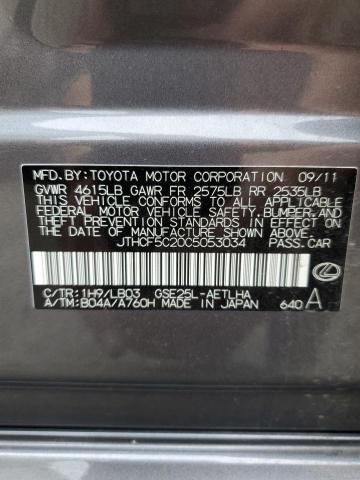 MFD.BY:TOYOTA MOTOR CORPORATION 09/11
GVWR 4615LB GAWR FR 2575LB RR 2535LB
THIS VEHICLE CONFORMS TO ALL APPLICABLE
FEDERAL MOTOR VEHICLE SAFETY, BUMPER, AND
THEFT PREVENTION STANDARDS IN EFFECT ON
THE DATE OF MANUFACTURE SHOWN ABOVE.
JTHCF5C20C5053034 PASS.CAR
C/TR:1H9/LB03 GSE25L-AETLHA
A/TM:B04A/A760H MADE IN JAPAN 640 A